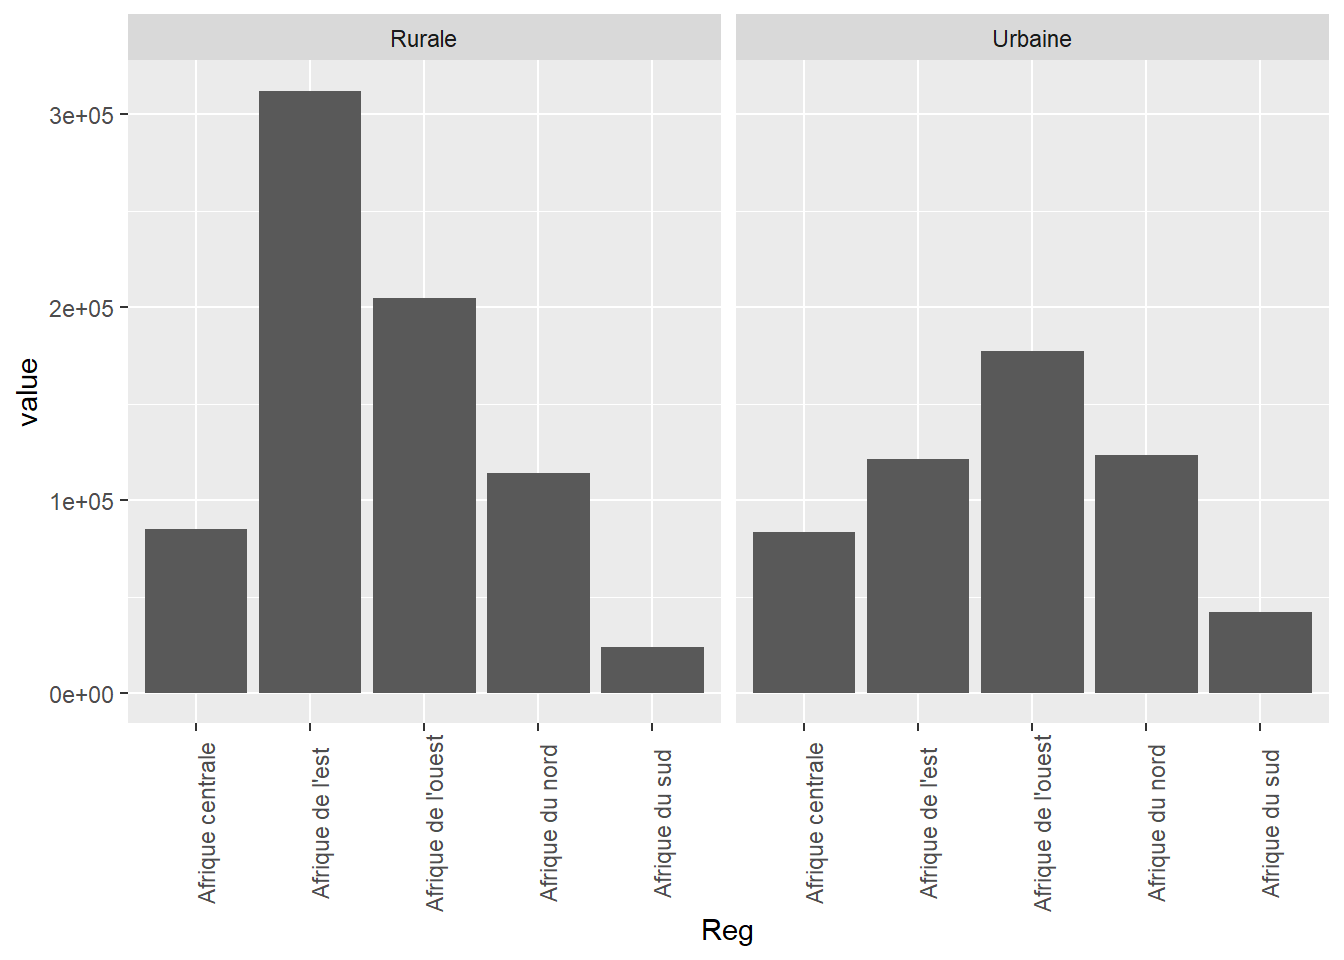 Rurale
Urbaine
3e+05
2e+05
1e+05
0e+00
value
Afrique centrale
Afrique de l'est
Afrique de l'ouest
Afrique du nord
Afrique du sud
Afrique centrale
Afrique de l'est
Afrique de l'ouest
Afrique du nord
Afrique du sud
Reg